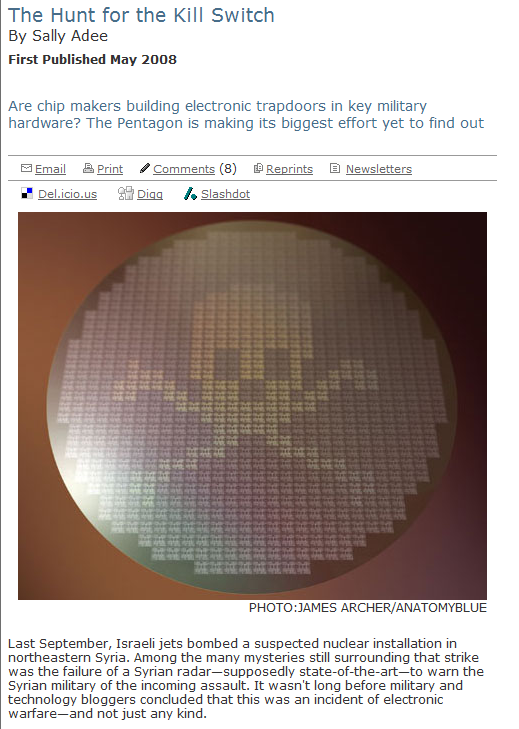 The Hunt for the Kill Switch
By Sally Adee
First Published May 2008
Are chip makers building electronic trapdoors in key military
hardware? The Pentagon is making its biggest effort yet to find out
Email Print Comments (8) Reprints Newsletters
Del.icio.us Digg Slashdot
PHOTO:JAMES ARCHER/ANATOMYBLUE
Last September, Israeli jets bombed a suspected nuclear installation in
northeastern Syria. Among the many mysteries still surrounding that strike
was the failure of a Syrian radar—supposedly state-of-the-art—to warn the
Syrian military of the incoming assault. It wasn't long before military and
technology bloggers concluded that this was an incident of electronic
warfare—and not just any kind.